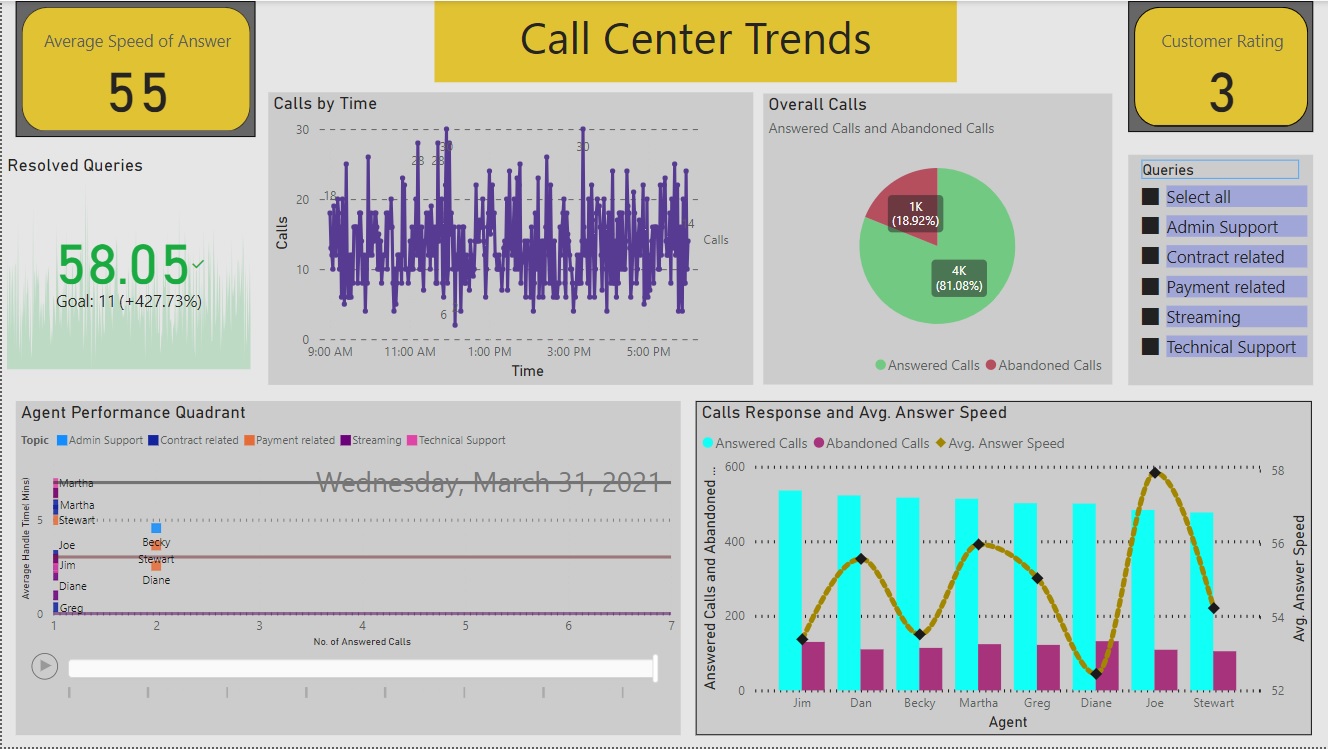 Average Speed of Answer
55
Call Center Trends
Customer Rating
3
Resolved Queries
58.05
Goal: 11 (+427.73%)
Calls by Time
30
20
10
0
Calls
18
28
28
30
30
6
4
Calls
9:00 AM 11:00 AM 1:00 PM 3:00 PM 5:00 PM
Time
Overall Calls
Answered Calls and Abandoned Calls
1K
(18.92%)
4K
(81.08%)
Answered Calls Abandoned Calls
Queries
Select all
Admin Support
Contract related
Payment related
Streaming
Technical Support
Agent Performance Quadrant
Topic Admin Support Contract related Payment related Streaming Technical Support
Wednesday, March 31, 2021
Average Handle Time( Mins)
5
0
Martha
Martha
Stewart
Joe
Jim
Diane
Greg
Becky
Stewart
Diane
1 2 3 4 5 6 7
No. of Answered Calls
Calls Response and Avg. Answer Speed
Answered Calls Abandoned Calls Avg. Answer Speed
Answered Calls and Abandoned ...
600
400
200
0
58
56
54
52
Avg. Answer Speed
Jim Dan Becky Martha Greg Diane Joe Stewart
Agent